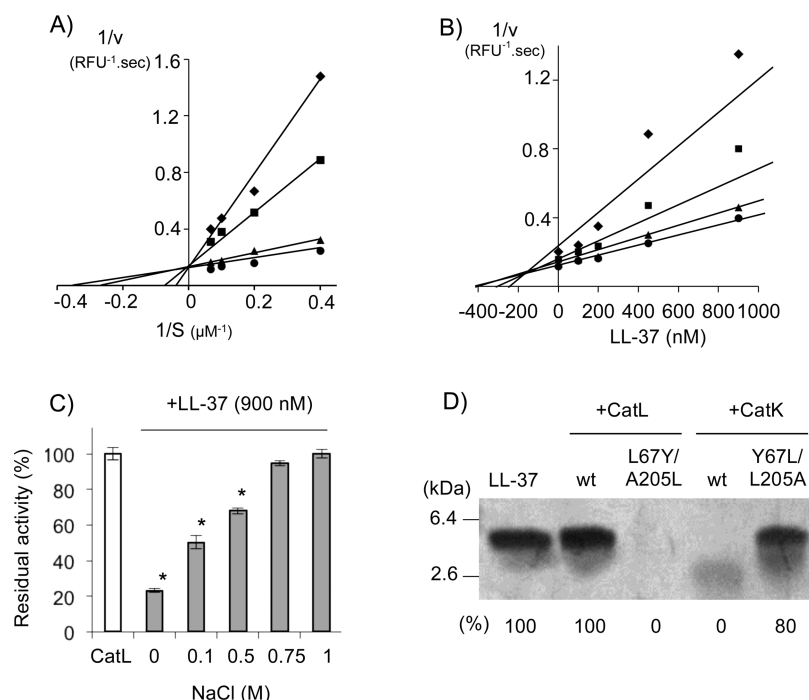 A)
1/v
(RFU⁻¹.sec)
1.6
1.2
0.8
0.4
-0.4 -0.2 0 0.2 0.4
1/S (µM⁻¹)
B)
1/v
(RFU⁻¹.sec)
1.2
0.8
0.4
-400 -200 0 200 400 600 800 1000
LL-37 (nM)
C)
+LL-37 (900 nM)
Residual activity (%)
100
80
60
40
20
0
* * *
CatL 0 0.1 0.5 0.75 1
NaCl (M)
D)
+CatL +CatK
LL-37 wt L67Y/A205L wt Y67L/L205A
(kDa)
6.4
2.6
(%) 100 100 0 0 80